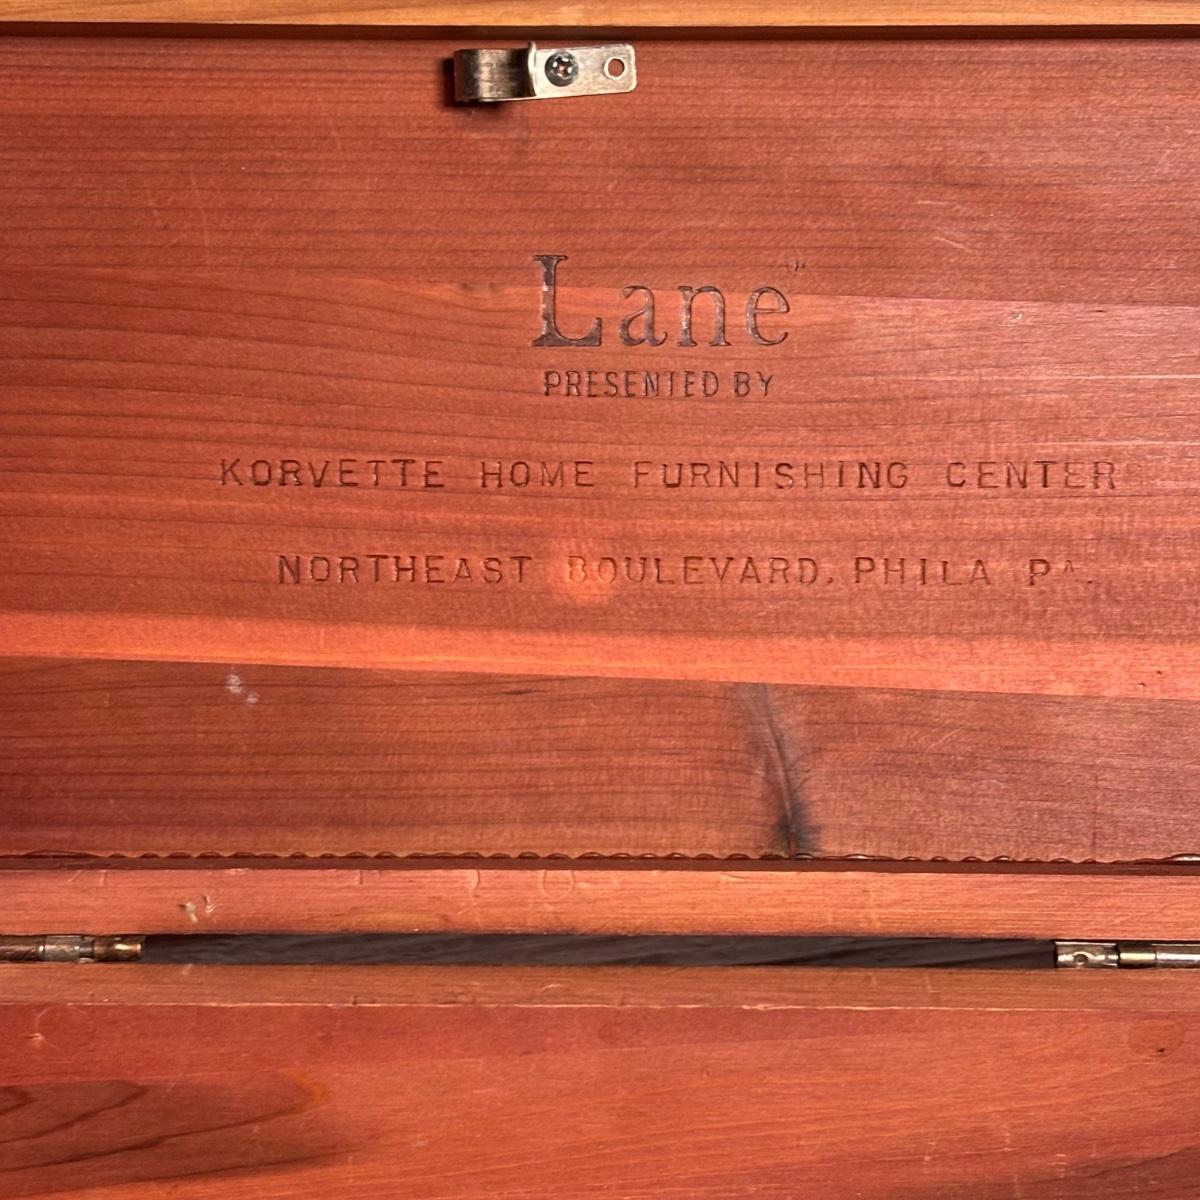 Lane
PRESENTED BY
KORVETTE HOME FURNISHING CENTER
NORTHEAST BOULEVARD, PHILA PA.